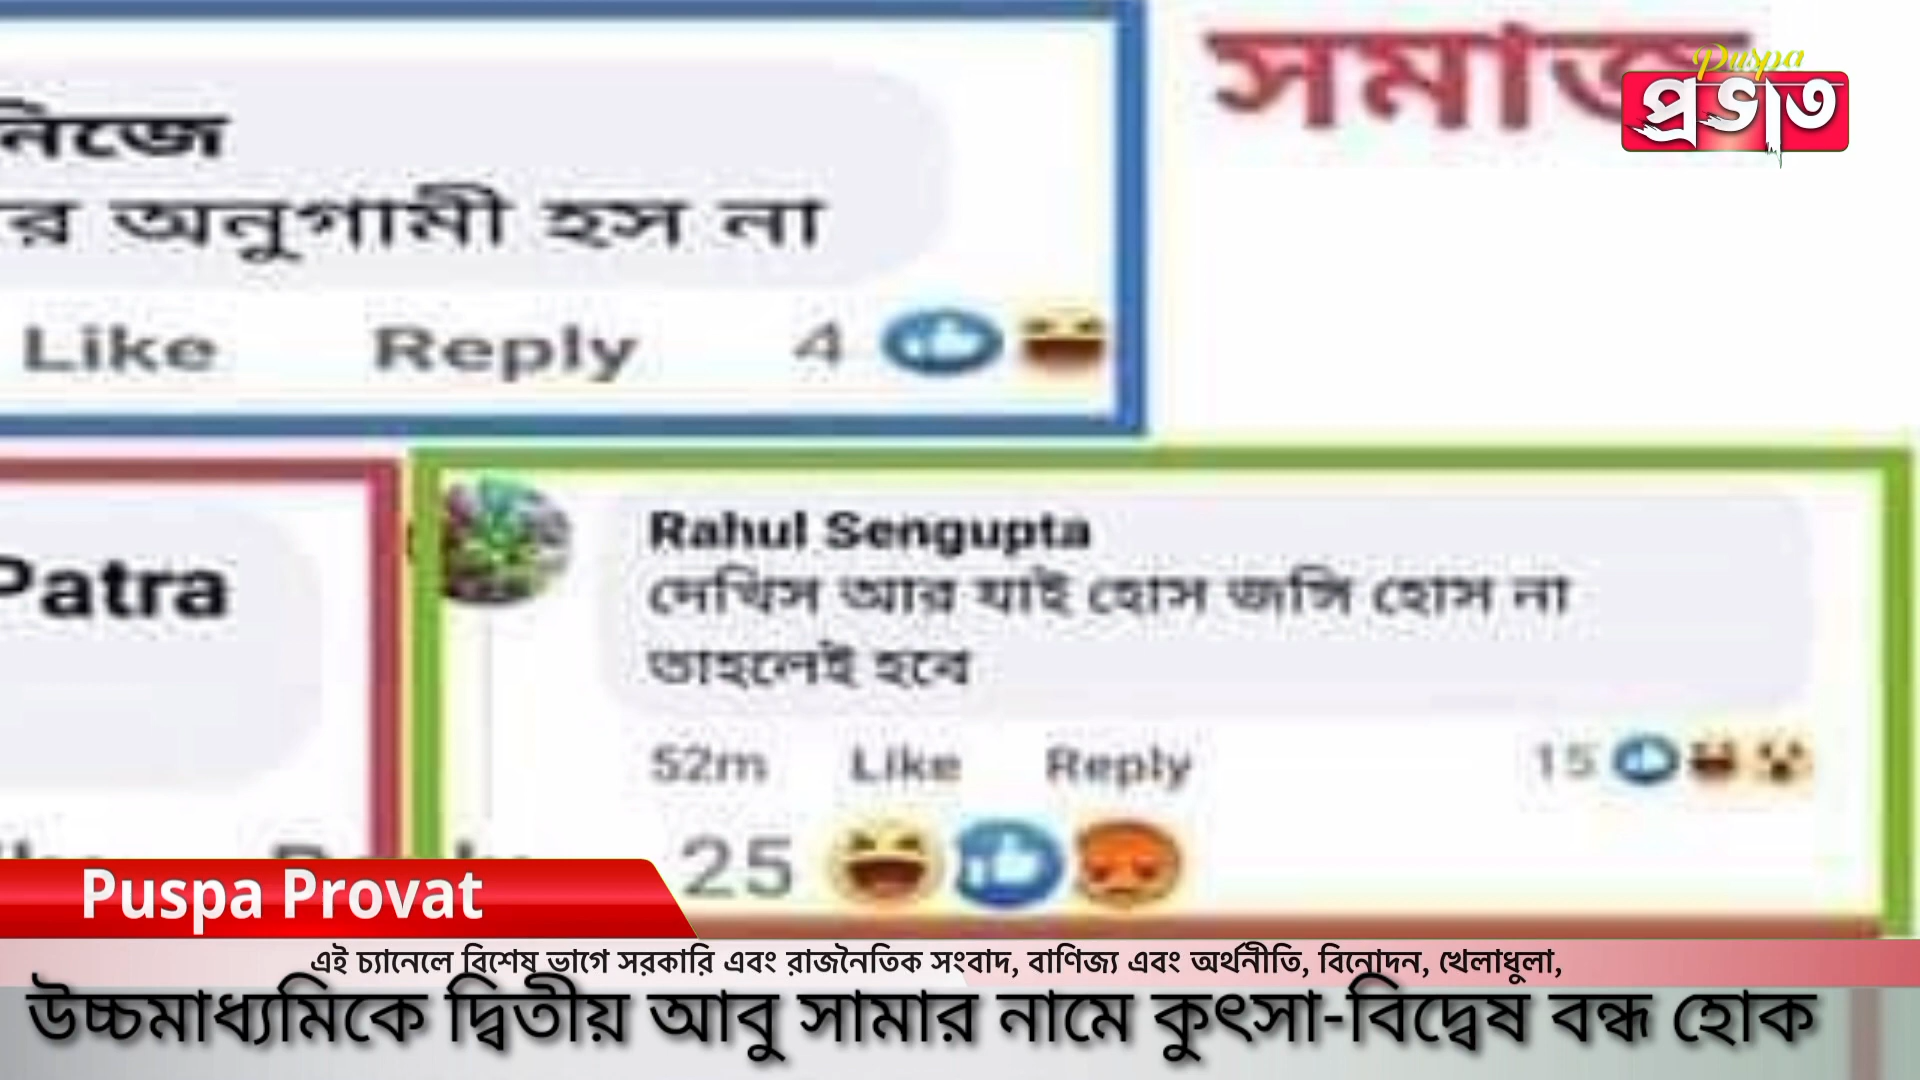 সমাজ
Puspa
প্রভাত
নিজে
র অনুগামী হস না
Like Reply 4
Patra
Rahul Sengupta
দেখিস আর যাই হোস জঙ্গি হোস না
তাহলেই হবে
52m Like Reply 15
25
Puspa Provat
এই চ্যানেলে বিশেষ ভাগে সরকারি এবং রাজনৈতিক সংবাদ, বাণিজ্য এবং অর্থনীতি, বিনোদন, খেলাধুলা,
উচ্চমাধ্যমিকে দ্বিতীয় আবু সামার নামে কুৎসা-বিদ্বেষ বন্ধ হোক